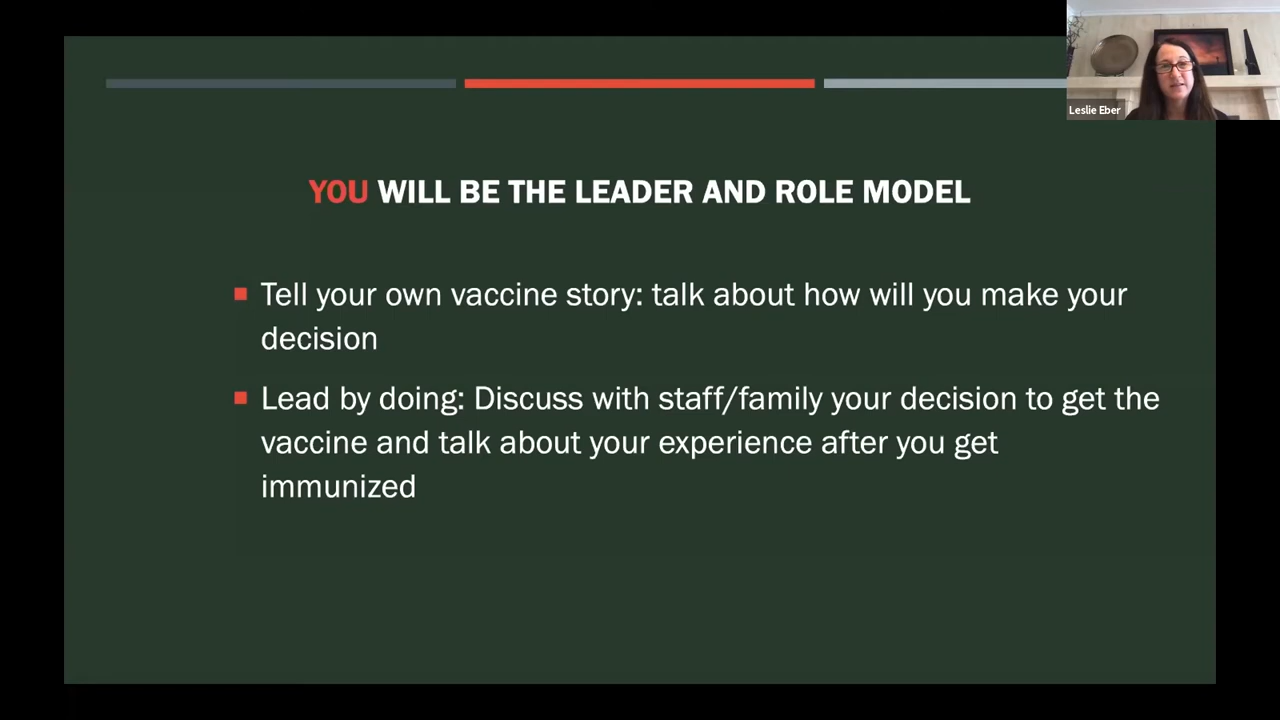 Leslie Eber
YOU WILL BE THE LEADER AND ROLE MODEL
Tell your own vaccine story: talk about how will you make your
decision
Lead by doing: Discuss with staff/family your decision to get the
vaccine and talk about your experience after you get
immunized